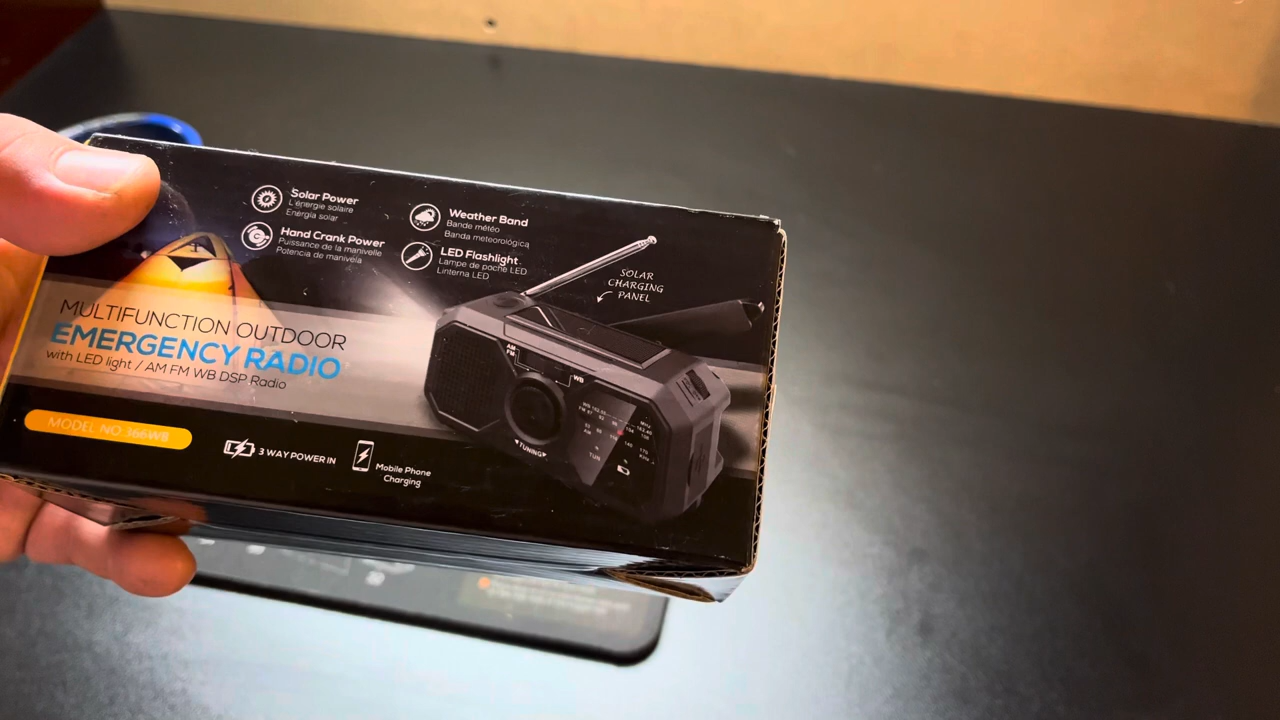 Solar Power
L'énergie solaire
Energía solar
Hand Crank Power
Puissance de la manivelle
Potencia de manivela
Weather Band
Bande météo
Banda meteorológica
LED Flashlight
Lampe de poche LED
Linterna LED
SOLAR
CHARGING
PANEL
MULTIFUNCTION OUTDOOR
EMERGENCY RADIO
with LED light / AM FM WB DSP Radio
MODEL NO:366WB
3 WAY POWER IN
Mobile Phone
Charging
AM
FM
WB
TUNING
TUN